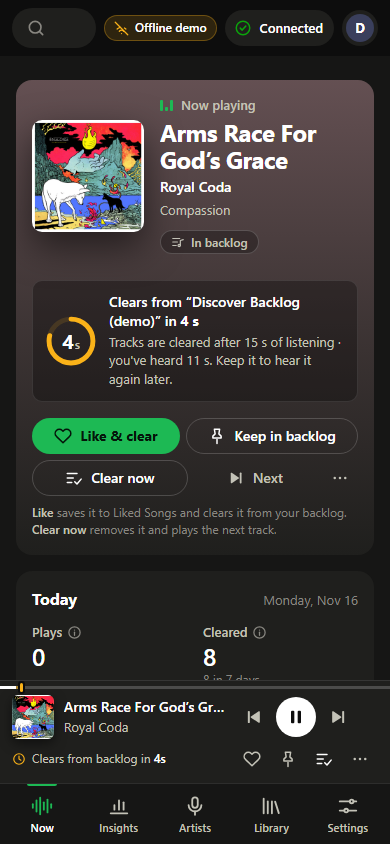 Offline demo
Connected
D
Now playing
Arms Race For
God's Grace
Royal Coda
Compassion
In backlog
4s
Clears from “Discover Backlog
(demo)” in 4 s
Tracks are cleared after 15 s of listening ·
you've heard 11 s. Keep it to hear it
again later.
Like & clear
Keep in backlog
Clear now
Next
Like saves it to Liked Songs and clears it from your backlog.
Clear now removes it and plays the next track.
Today
Monday, Nov 16
Plays
Cleared
0
8
8 in 7 days
Arms Race For God's Gr...
Royal Coda
Clears from backlog in 4s
Now
Insights
Artists
Library
Settings